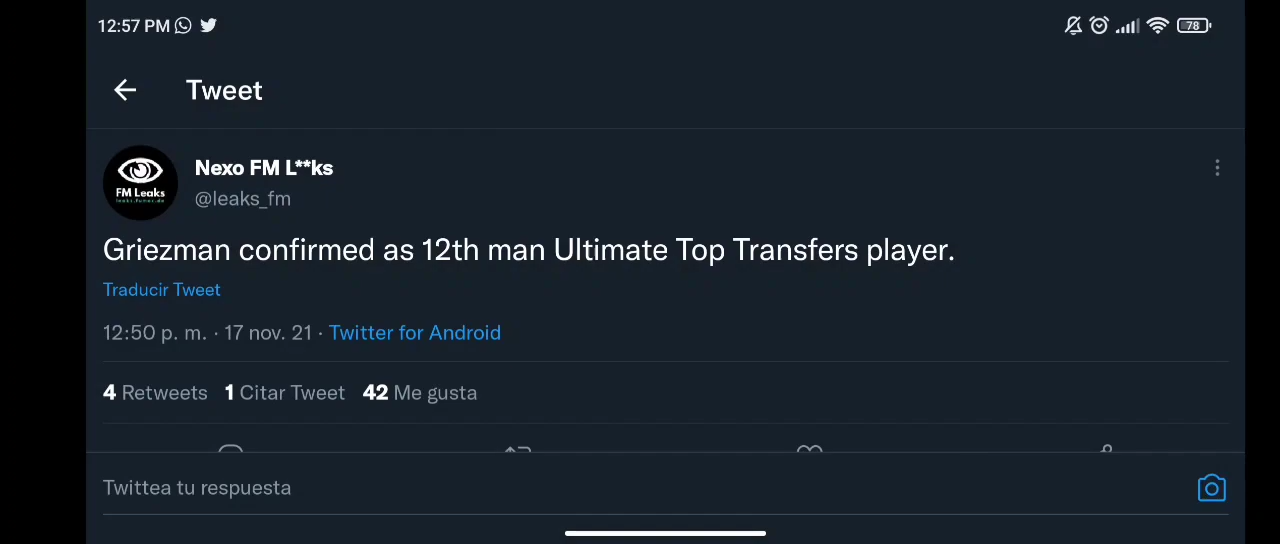 12:57 PM
78
Tweet
Nexo FM L**ks
@leaks_fm
FM Leaks
Griezman confirmed as 12th man Ultimate Top Transfers player.
Traducir Tweet
12:50 p. m. · 17 nov. 21 · Twitter for Android
4 Retweets 1 Citar Tweet 42 Me gusta
Twittea tu respuesta